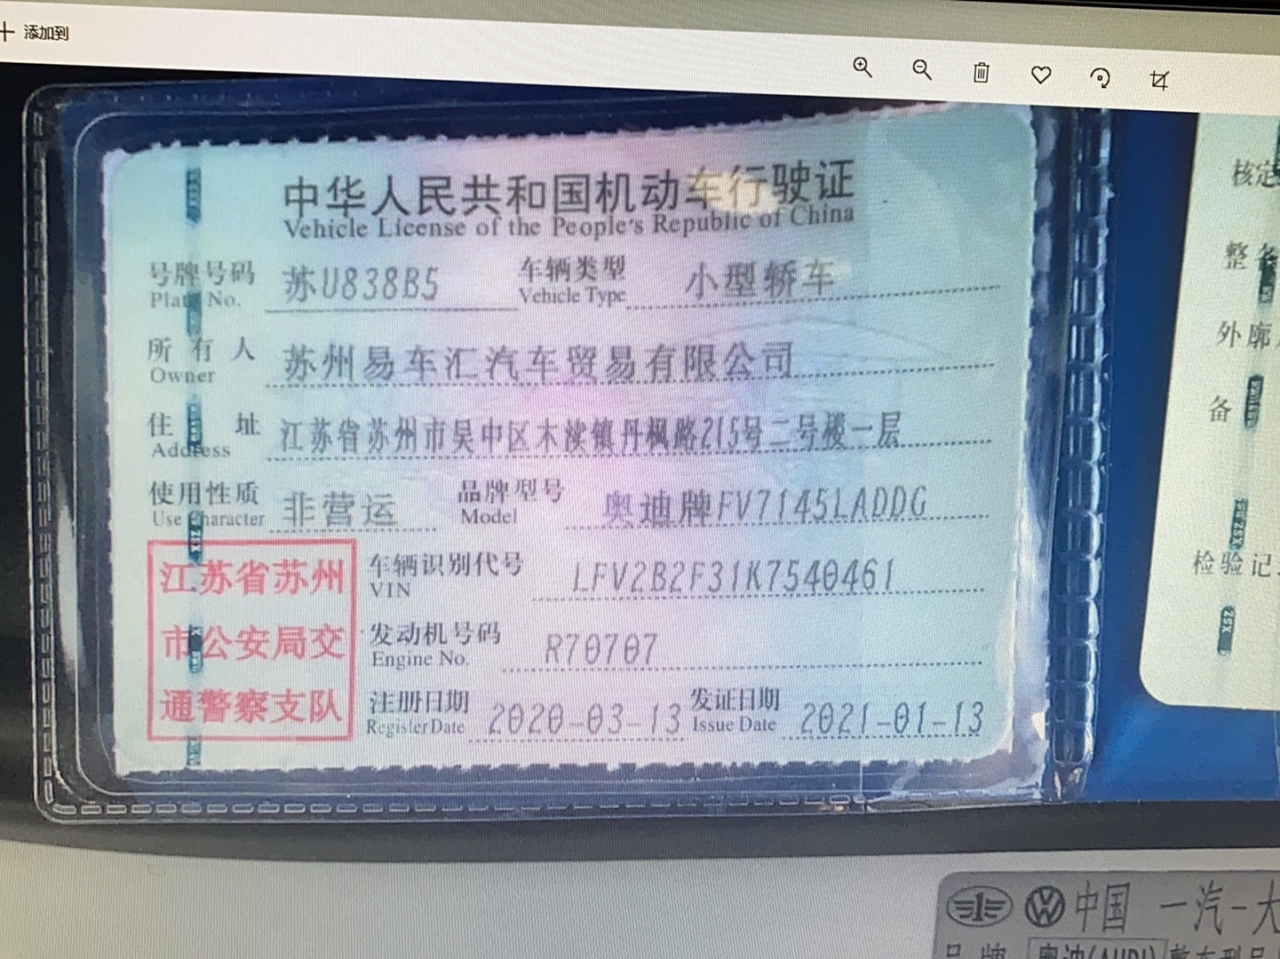 添加到
中华人民共和国机动车行驶证
Vehicle License of the People's Republic of China
号牌号码 苏U838B5 车辆类型 小型轿车
Plate No. Vehicle Type
所有人 苏州易车汇汽车贸易有限公司
Owner
住址 江苏省苏州市吴中区木渎镇丹枫路215号二号楼一层
Address
使用性质 非营运 品牌型号 奥迪牌FV7145LADDG
Use Character Model
江苏省苏州
市公安局交
通警察支队
车辆识别代号 LFV2B2F31K7540461
VIN
发动机号码 R70707
Engine No.
注册日期 2020-03-13 发证日期 2021-01-13
Register Date Issue Date
核定
整备
外廓
备
检验记
中国 一汽-大
品牌 奥迪(AUDI) 整车型号